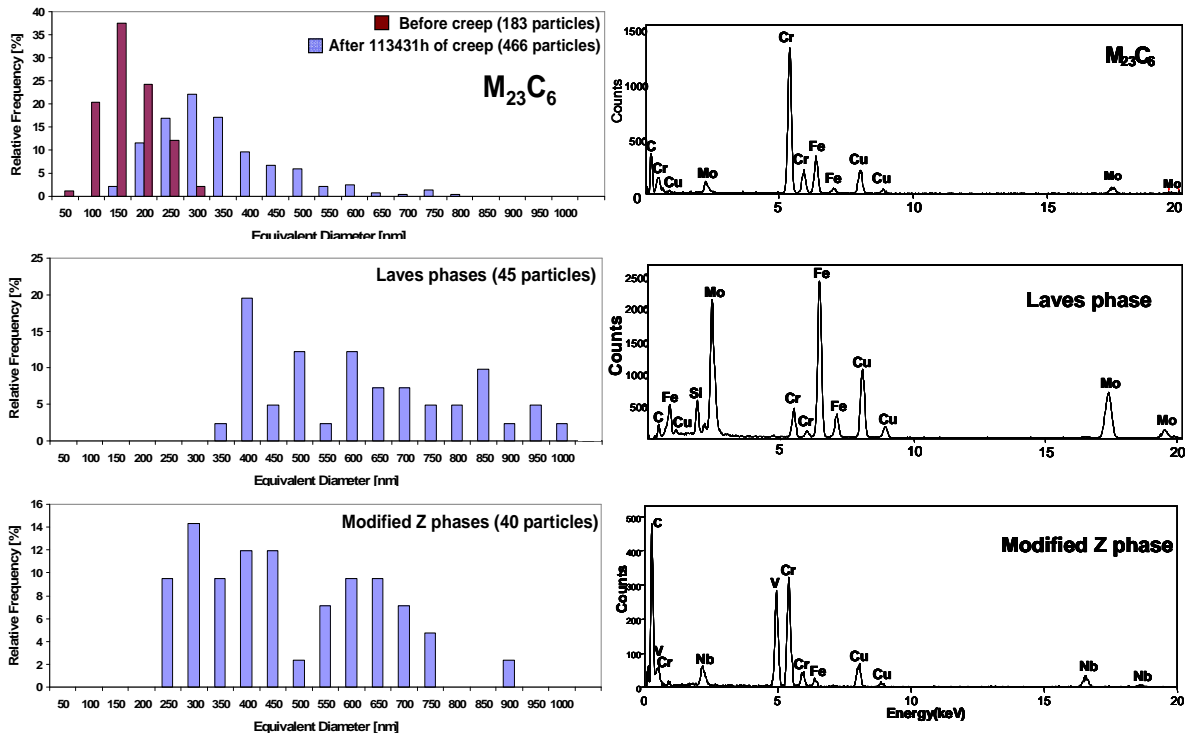 Before creep (183 particles)
After 113431h of creep (466 particles)
M23C6
Relative Frequency [%]
40
35
30
25
20
15
10
5
0
50 100 150 200 250 300 350 400 450 500 550 600 650 700 750 800 850 900 950 1000
Equivalent Diameter [nm]
M23C6
Counts
1500
1000
500
0
C
Cr
Cu
Mo
Cr
Cr
Fe
Fe
Cu
Cu
Mo
Mo
5 10 15 20
Laves phases (45 particles)
Relative Frequency [%]
25
20
15
10
5
0
50 100 150 200 250 300 350 400 450 500 550 600 650 700 750 800 850 900 950 1000
Equivalent Diameter [nm]
Laves phase
Counts
2500
2000
1500
1000
500
C
Fe
Cu
Si
Mo
Cr
Cr
Fe
Fe
Cu
Cu
Mo
Mo
5 10 15 20
Modified Z phases (40 particles)
Relative Frequency [%]
16
14
12
10
8
6
4
2
0
50 100 150 200 250 300 350 400 450 500 550 600 650 700 750 800 850 900 950 1000
Equivalent Diameter [nm]
Modified Z phase
Counts
500
400
300
200
100
0
C
V
Cr
Nb
V
Cr
Cr
Fe
Cu
Cu
Nb
Nb
0 5 10 15 20
Energy(keV)